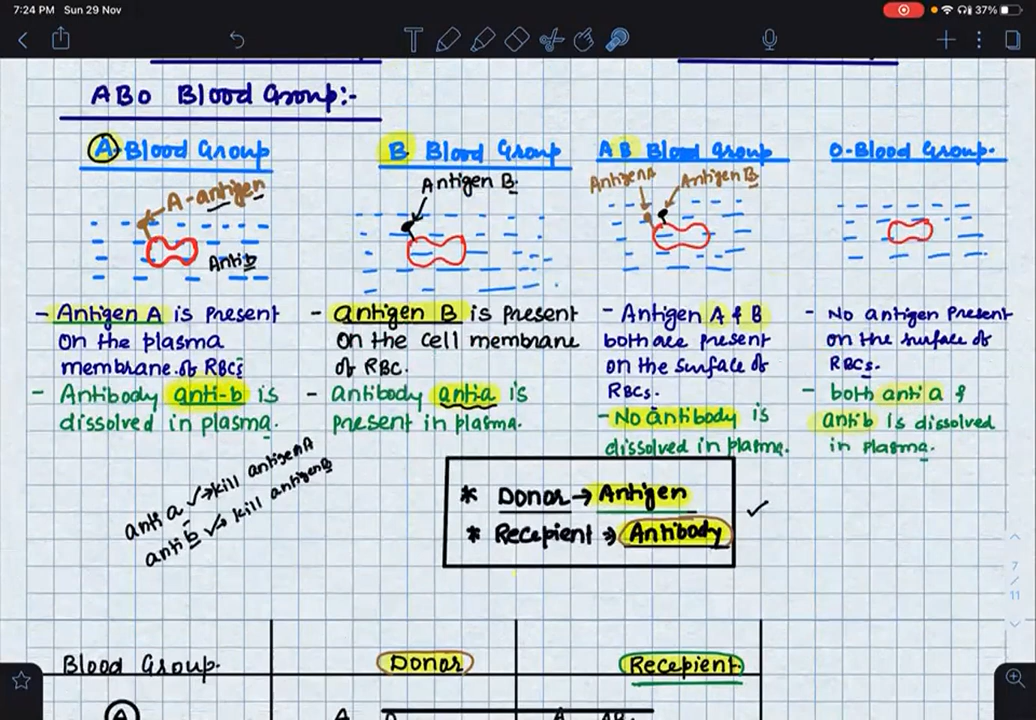 7:24 PM Sun 29 Nov
37%
T
ABO Blood Group:-
A-Blood Group
A-antigen
Anti b
- Antigen A is present
on the plasma
membrane of RBCs
- Antibody anti-b is
dissolved in plasma.
anti a → kill antigen A
anti b → kill antigen B
B Blood Group
Antigen B
- Antigen B is present
on the cell membrane
of RBC.
- Antibody anti a is
present in plasma.
AB Blood Group
Antigen A
Antigen B
- Antigen A & B
both are present
on the surface of
RBCs.
- No antibody is
dissolved in plasma.
O-Blood Group.
- No antigen present
on the surface of
RBCs.
- both anti a &
anti b is dissolved
in plasma.
* Donor → Antigen
* Recepient → Antibody
7
/
11
Blood Group. Donor Recepient
A